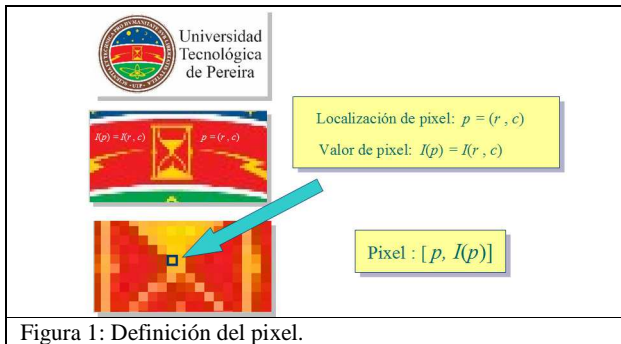 Universidad
Tecnológica
de Pereira
I(p) = I(r , c)
p = (r , c)
Localización de pixel: p = (r , c)
Valor de pixel: I(p) = I(r , c)
Pixel : [ p, I(p)]
Figura 1: Definición del pixel.